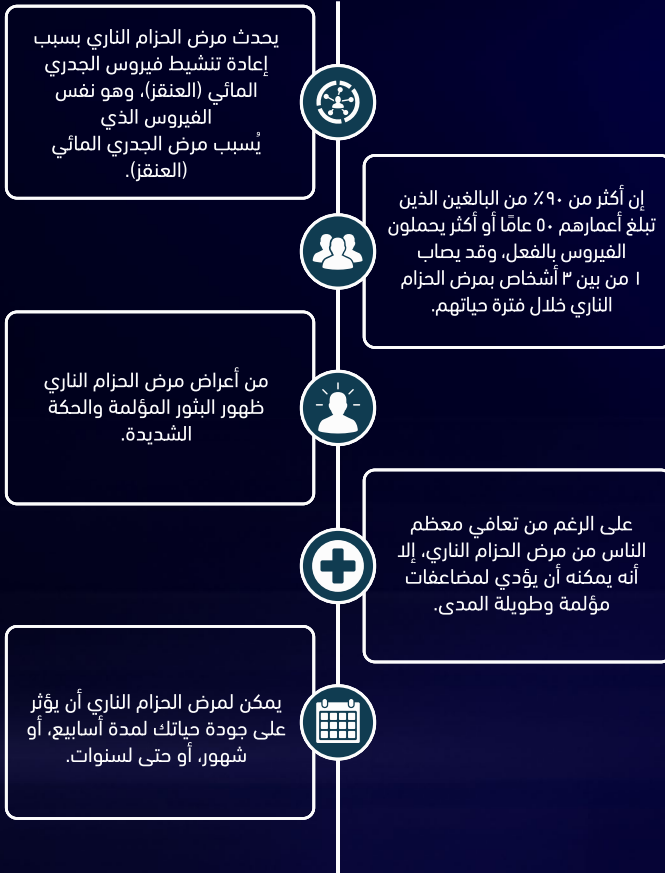 يحدث مرض الحزام الناري بسبب
إعادة تنشيط فيروس الجدري
المائي (العنقز)، وهو نفس
الفيروس الذي
يُسبب مرض الجدري المائي
(العنقز).
إن أكثر من ٩٠٪ من البالغين الذين
تبلغ أعمارهم ٥٠ عامًا أو أكثر يحملون
الفيروس بالفعل، وقد يصاب
١ من بين ٣ أشخاص بمرض الحزام
الناري خلال فترة حياتهم.
من أعراض مرض الحزام الناري
ظهور البثور المؤلمة والحكة
الشديدة.
على الرغم من تعافي معظم
الناس من مرض الحزام الناري، إلا
أنه يمكنه أن يؤدي لمضاعفات
مؤلمة وطويلة المدى.
يمكن لمرض الحزام الناري أن يؤثر
على جودة حياتك لمدة أسابيع، أو
شهور، أو حتى لسنوات.